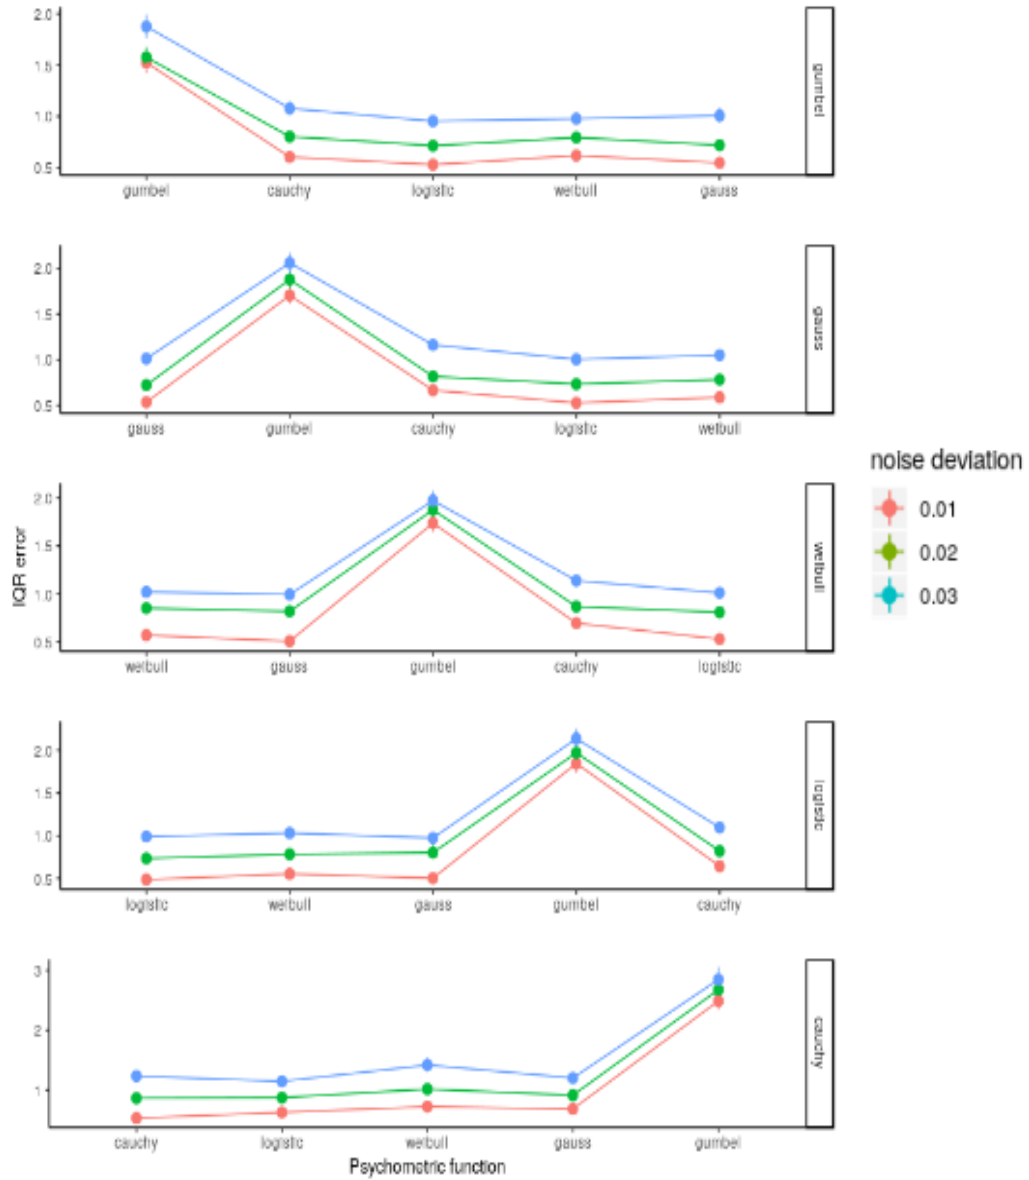 2.0
1.5
1.0
0.5
gumbel cauchy logistic weibull gauss
gumbel
2.0
1.5
1.0
0.5
gauss gumbel cauchy logistic weibull
gauss
2.0
1.5
1.0
0.5
weibull gauss gumbel cauchy logistic
weibull
IQR error
2.0
1.5
1.0
0.5
logistic weibull gauss gumbel cauchy
logistic
3
2
1
cauchy logistic weibull gauss gumbel
cauchy
Psychometric function
noise deviation
0.01
0.02
0.03